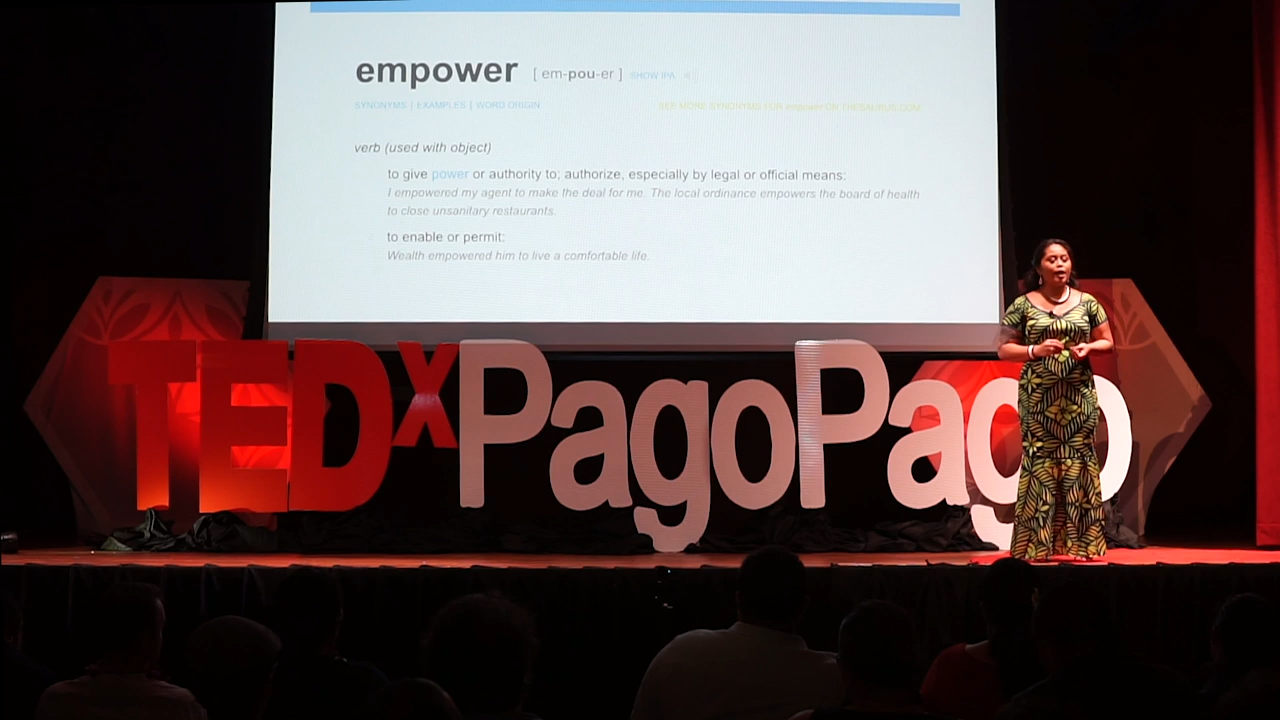 empower [ em-pou-er ] SHOW IPA
SYNONYMS | EXAMPLES | WORD ORIGIN SEE MORE SYNONYMS FOR empower ON THESAURUS.COM
verb (used with object)
to give power or authority to; authorize, especially by legal or official means:
I empowered my agent to make the deal for me. The local ordinance empowers the board of health
to close unsanitary restaurants.
to enable or permit:
Wealth empowered him to live a comfortable life.
TEDxPagoPago